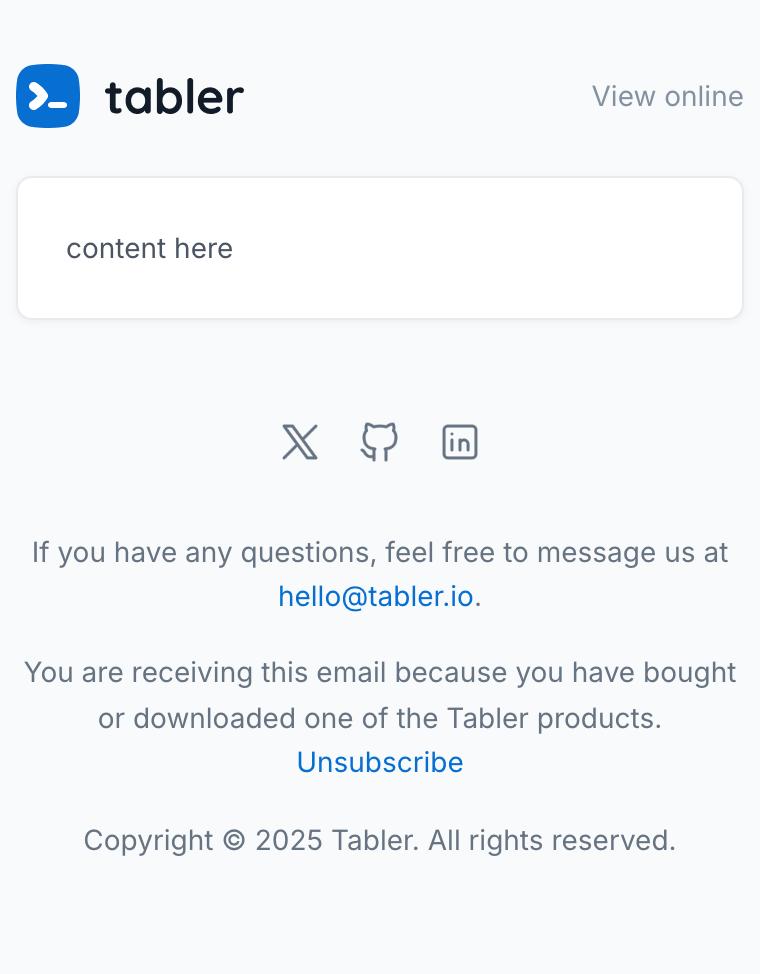 tabler
View online
content here
If you have any questions, feel free to message us at
hello@tabler.io.
You are receiving this email because you have bought
or downloaded one of the Tabler products.
Unsubscribe
Copyright © 2025 Tabler. All rights reserved.